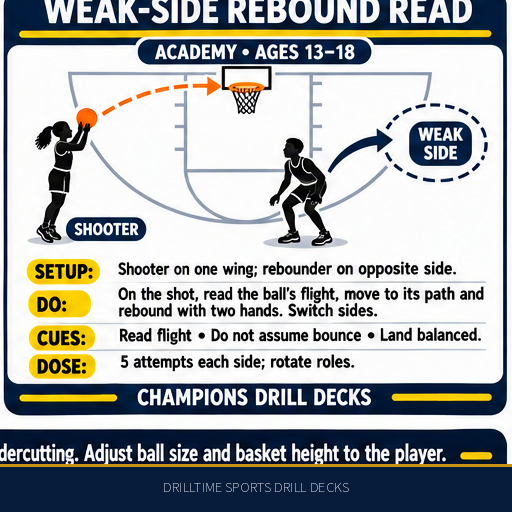 WEAK-SIDE REBOUND READ
ACADEMY • AGES 13–18
WEAK
SIDE
SHOOTER
SETUP: Shooter on one wing; rebounder on opposite side.
DO: On the shot, read the ball's flight, move to its path and
rebound with two hands. Switch sides.
CUES: Read flight • Do not assume bounce • Land balanced.
DOSE: 5 attempts each side; rotate roles.
CHAMPIONS DRILL DECKS
dercutting. Adjust ball size and basket height to the player.
DRILLTIME SPORTS DRILL DECKS